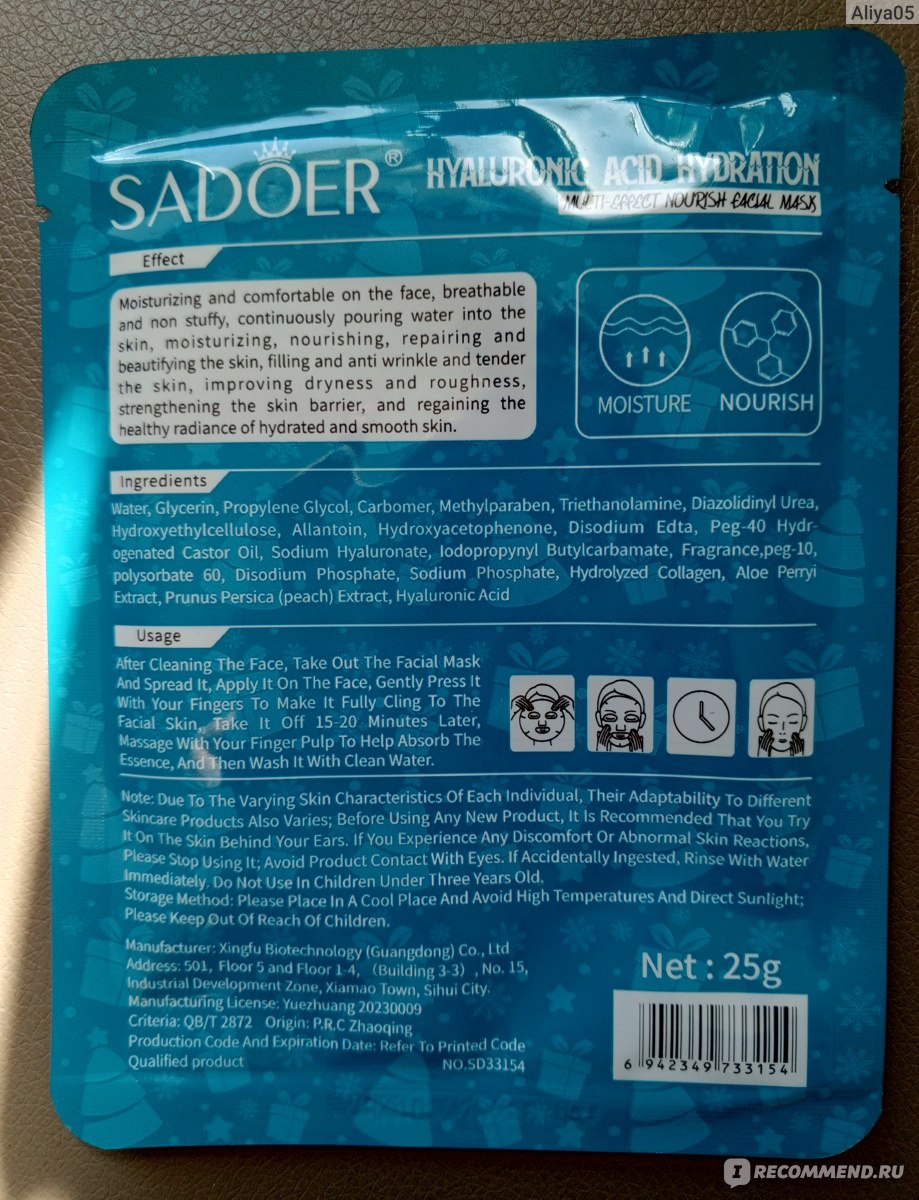 Aliya05
SADOER®
HYALURONIC ACID HYDRATION
MULTI-EFFECT NOURISH FACIAL MASK
Effect
Moisturizing and comfortable on the face, breathable
and non stuffy, continuously pouring water into the
skin, moisturizing, nourishing, repairing and
beautifying the skin, filling and anti wrinkle and tender
the skin, improving dryness and roughness,
strengthening the skin barrier, and regaining the
healthy radiance of hydrated and smooth skin.
MOISTURE
NOURISH
Ingredients
Water, Glycerin, Propylene Glycol, Carbomer, Methylparaben, Triethanolamine, Diazolidinyl Urea,
Hydroxyethylcellulose, Allantoin, Hydroxyacetophenone, Disodium Edta, Peg-40 Hydr-
ogenated Castor Oil, Sodium Hyaluronate, Iodopropynyl Butylcarbamate, Fragrance,peg-10,
polysorbate 60, Disodium Phosphate, Sodium Phosphate, Hydrolyzed Collagen, Aloe Perryi
Extract, Prunus Persica (peach) Extract, Hyaluronic Acid
Usage
After Cleaning The Face, Take Out The Facial Mask
And Spread It, Apply It On The Face, Gently Press It
With Your Fingers To Make It Fully Cling To The
Facial Skin, Take It Off 15-20 Minutes Later,
Massage With Your Finger Pulp To Help Absorb The
Essence, And Then Wash It With Clean Water.
Note: Due To The Varying Skin Characteristics Of Each Individual, Their Adaptability To Different
Skincare Products Also Varies; Before Using Any New Product, It Is Recommended That You Try
It On The Skin Behind Your Ears. If You Experience Any Discomfort Or Abnormal Skin Reactions,
Please Stop Using It; Avoid Product Contact With Eyes. If Accidentally Ingested, Rinse With Water
Immediately. Do Not Use In Children Under Three Years Old.
Storage Method: Please Place In A Cool Place And Avoid High Temperatures And Direct Sunlight;
Please Keep Out Of Reach Of Children.
Manufacturer: Xingfu Biotechnology (Guangdong) Co., Ltd
Address: 501, Floor 5 and Floor 1-4, （Building 3-3）, No. 15,
Industrial Development Zone, Xiamao Town, Sihui City.
Manufacturing License: Yuezhuang 20230009
Criteria: QB/T 2872 Origin: P.R.C Zhaoqing
Production Code And Expiration Date: Refer To Printed Code
Qualified product NO.SD33154
Net : 25g
6 942349 733154
I RECOMMEND.RU